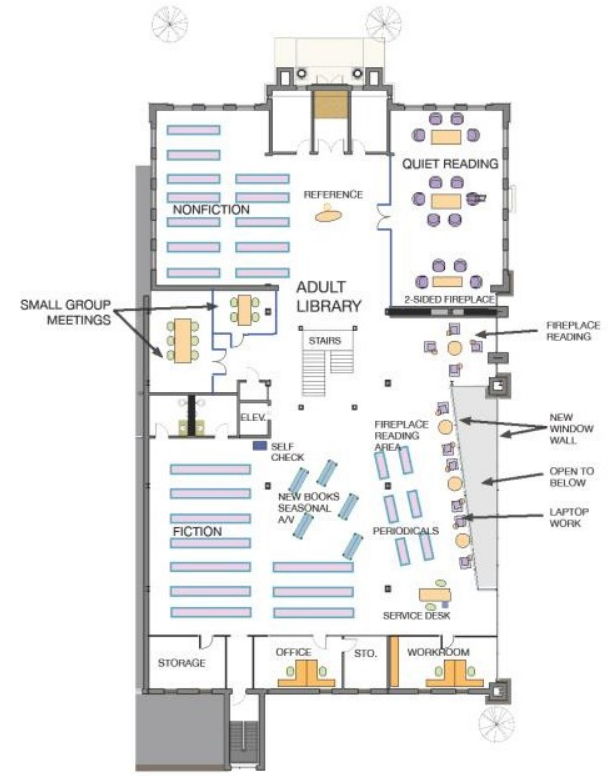 QUIET READING
REFERENCE
NONFICTION
ADULT
LIBRARY
2-SIDED FIREPLACE
SMALL GROUP
MEETINGS
STAIRS
FIREPLACE
READING
ELEV.
FIREPLACE
READING
AREA
NEW
WINDOW
WALL
SELF
CHECK
OPEN TO
BELOW
NEW BOOKS
SEASONAL
A/V
LAPTOP
WORK
FICTION
PERIODICALS
SERVICE DESK
STORAGE
OFFICE
STO.
WORKROOM